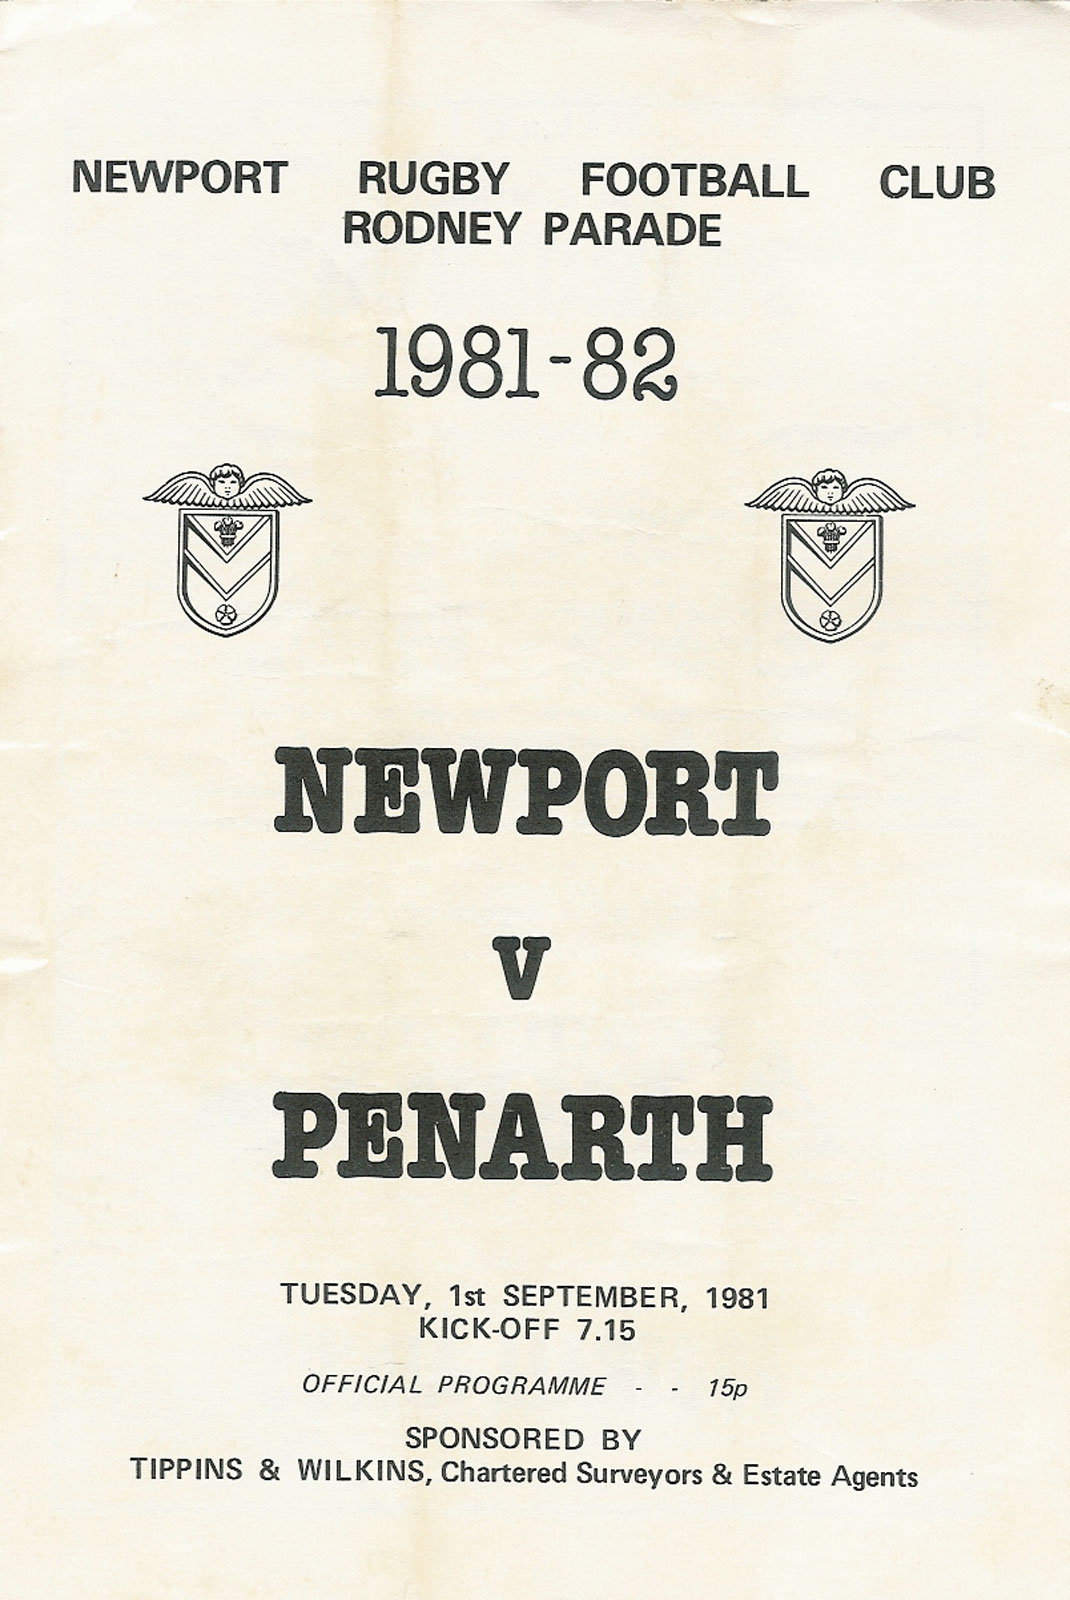 NEWPORT RUGBY FOOTBALL CLUB
RODNEY PARADE
1981-82
NEWPORT
V
PENARTH
TUESDAY, 1st SEPTEMBER, 1981
KICK-OFF 7.15
OFFICIAL PROGRAMME - - 15p
SPONSORED BY
TIPPINS & WILKINS, Chartered Surveyors & Estate Agents